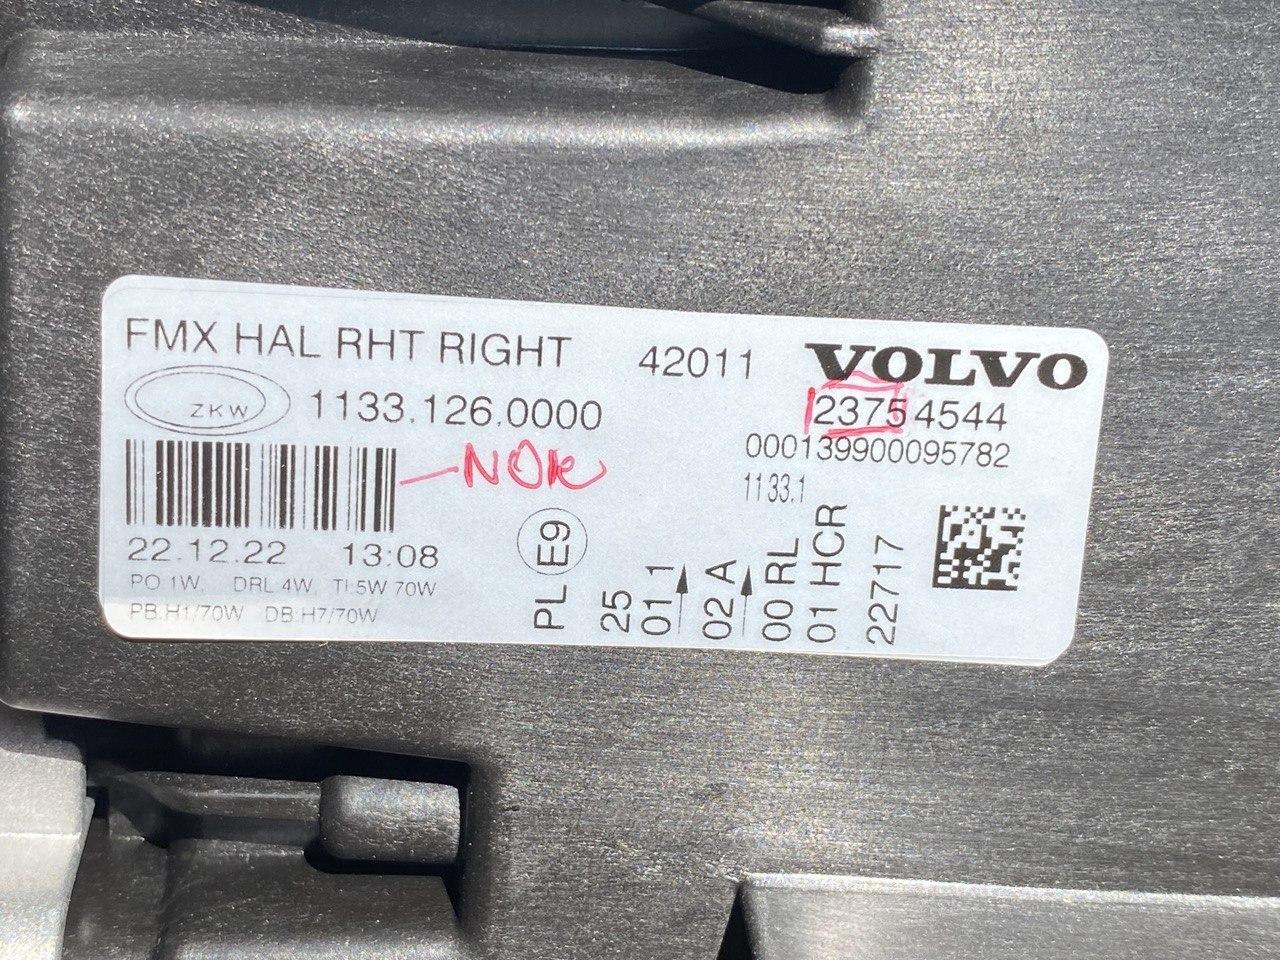 FMX HAL RHT RIGHT 42011 VOLVO
ZKW 1133.126.0000 23754544
000139900095782
NOK
1133.1
22.12.22 13:08
PO 1W, DRL 4W, TI 5W 70W
PB:H1/70W DB:H7/70W
PL E9
25
01 1
02 A
00 RL
01 HCR
22717